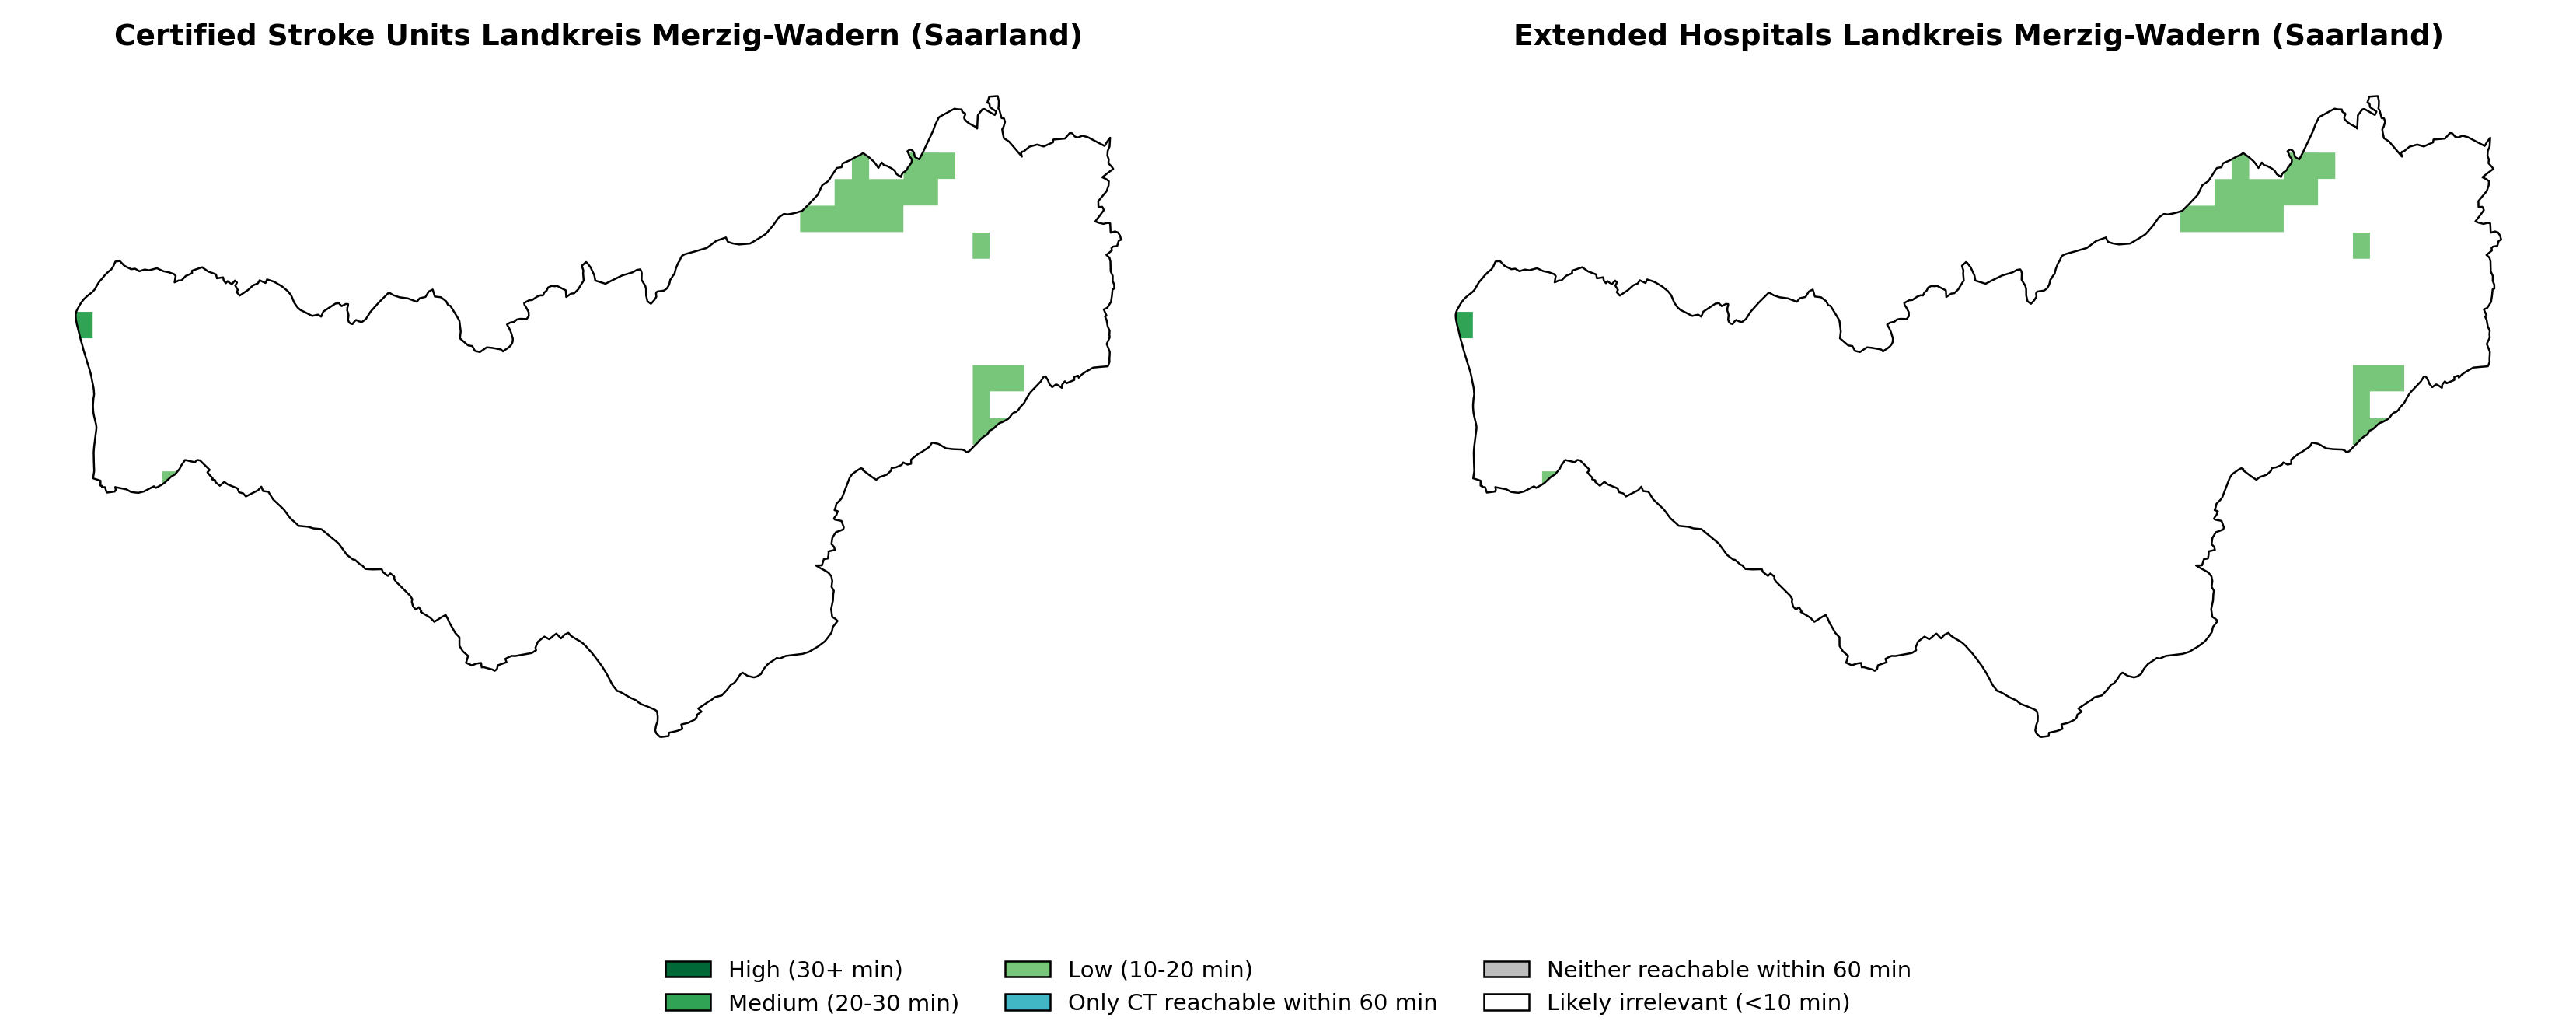 Certified Stroke Units Landkreis Merzig-Wadern (Saarland)
Extended Hospitals Landkreis Merzig-Wadern (Saarland)
High (30+ min)
Medium (20-30 min)
Low (10-20 min)
Only CT reachable within 60 min
Neither reachable within 60 min
Likely irrelevant (<10 min)